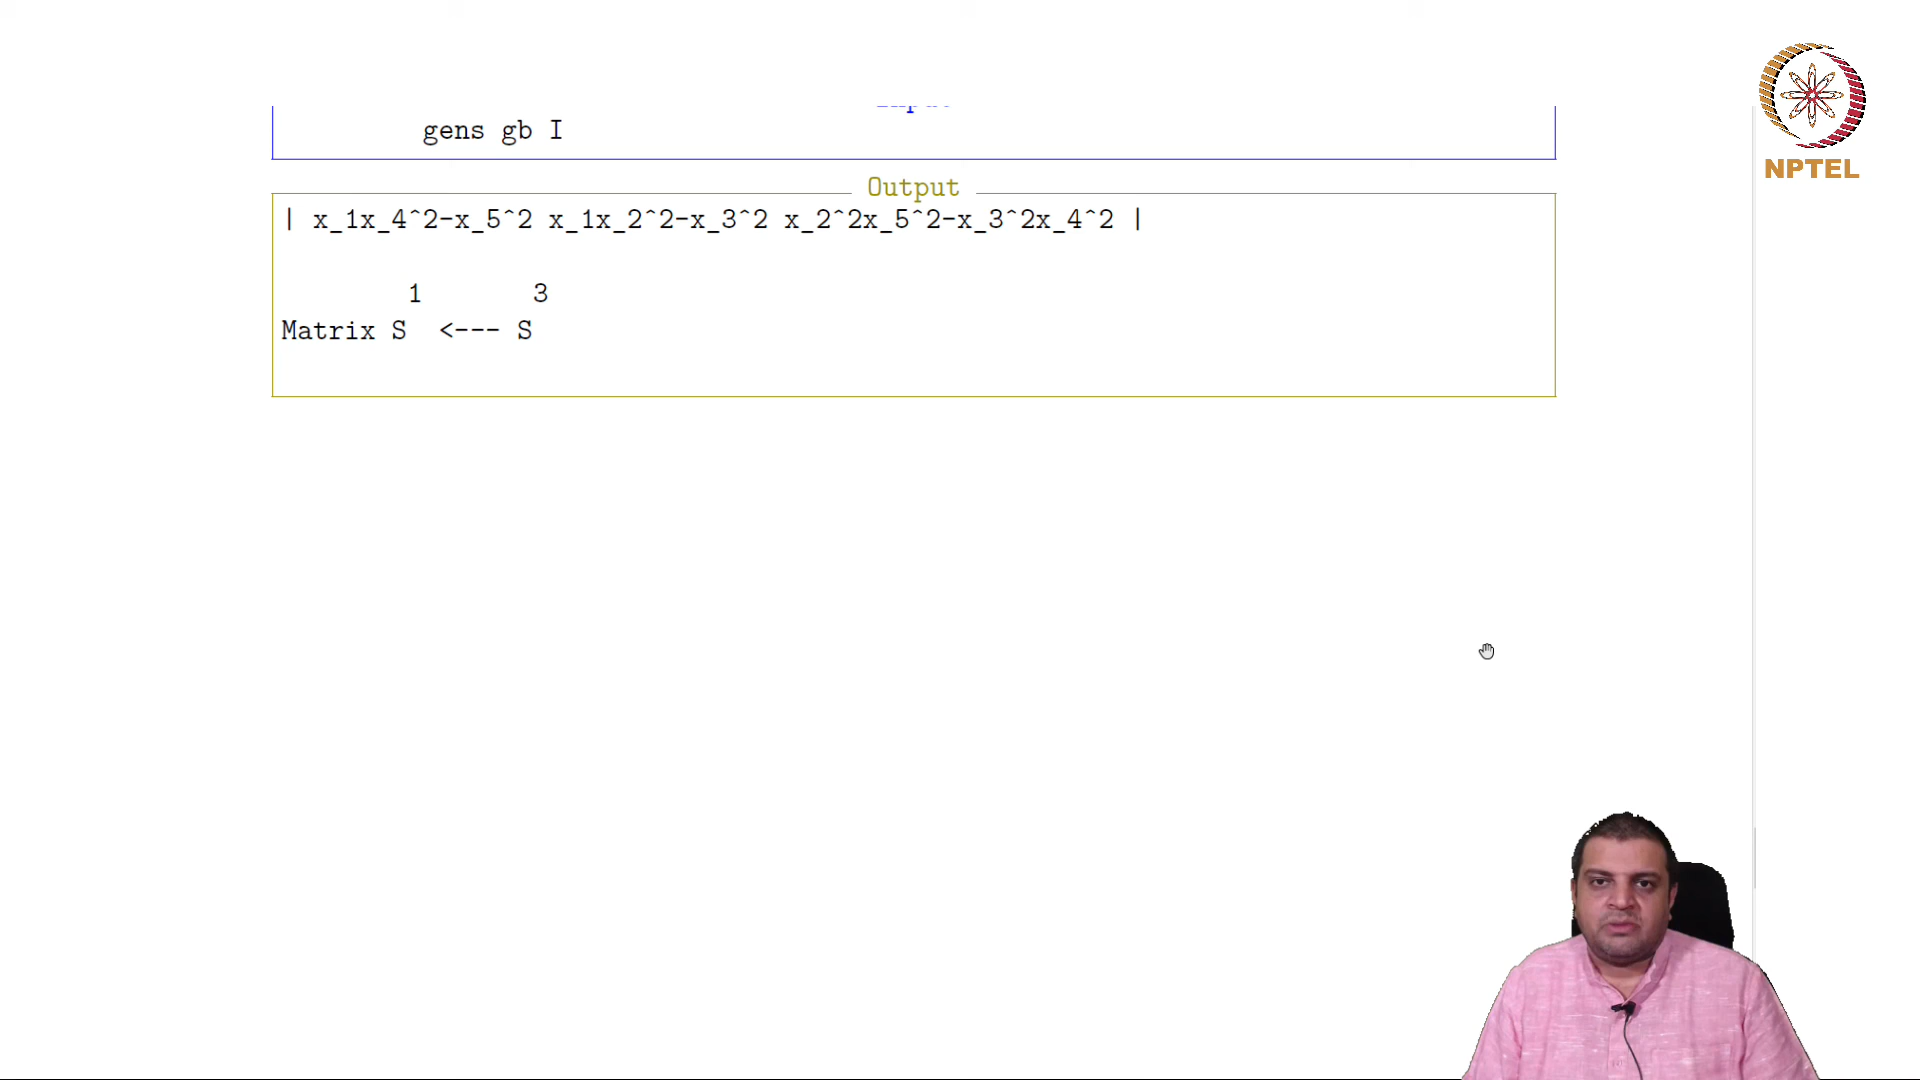 gens gb I
Output
| x_1x_4^2-x_5^2 x_1x_2^2-x_3^2 x_2^2x_5^2-x_3^2x_4^2 |
1 3
Matrix S <--- S
NPTEL